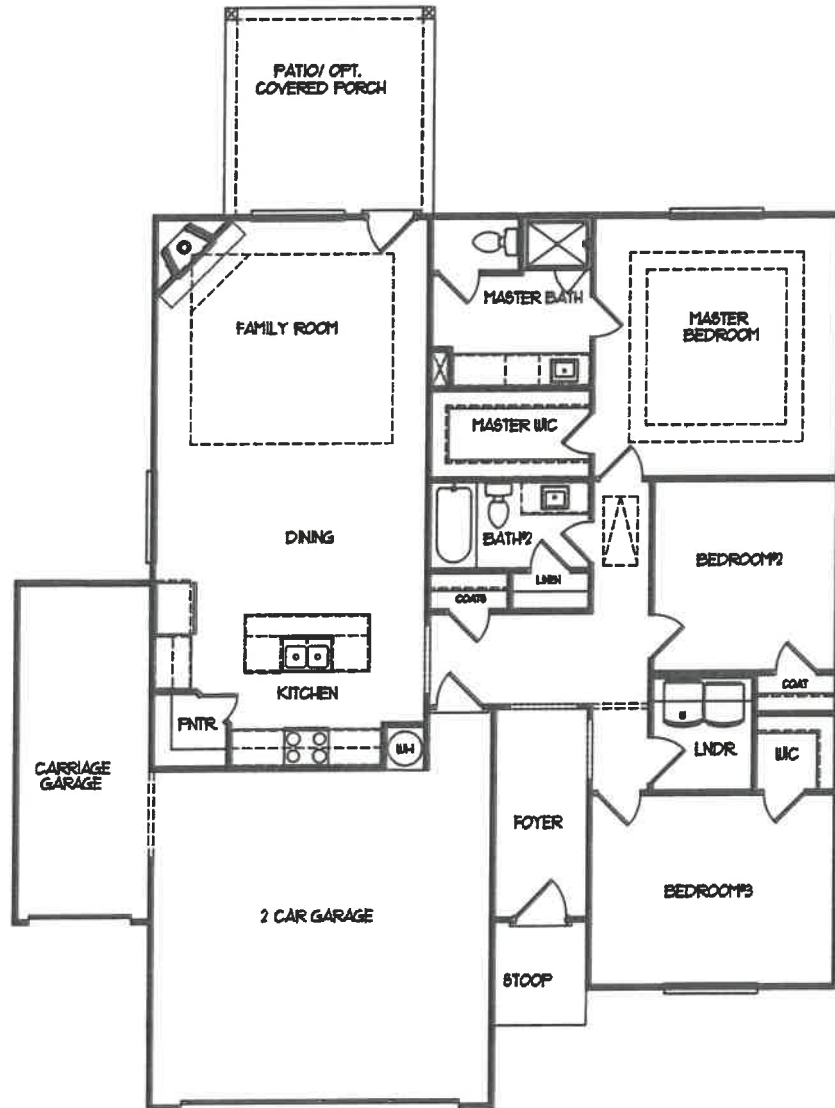 PATIO/ OPT.
COVERED PORCH
MASTER BATH
FAMILY ROOM
MASTER
BEDROOM
MASTER WIC
DINING
BATH#2
BEDROOM#2
LINEN
COATS
KITCHEN
COAT
PNTR.
WH
LNDR.
WIC
CARRIAGE
GARAGE
FOYER
BEDROOM#3
2 CAR GARAGE
STOOP